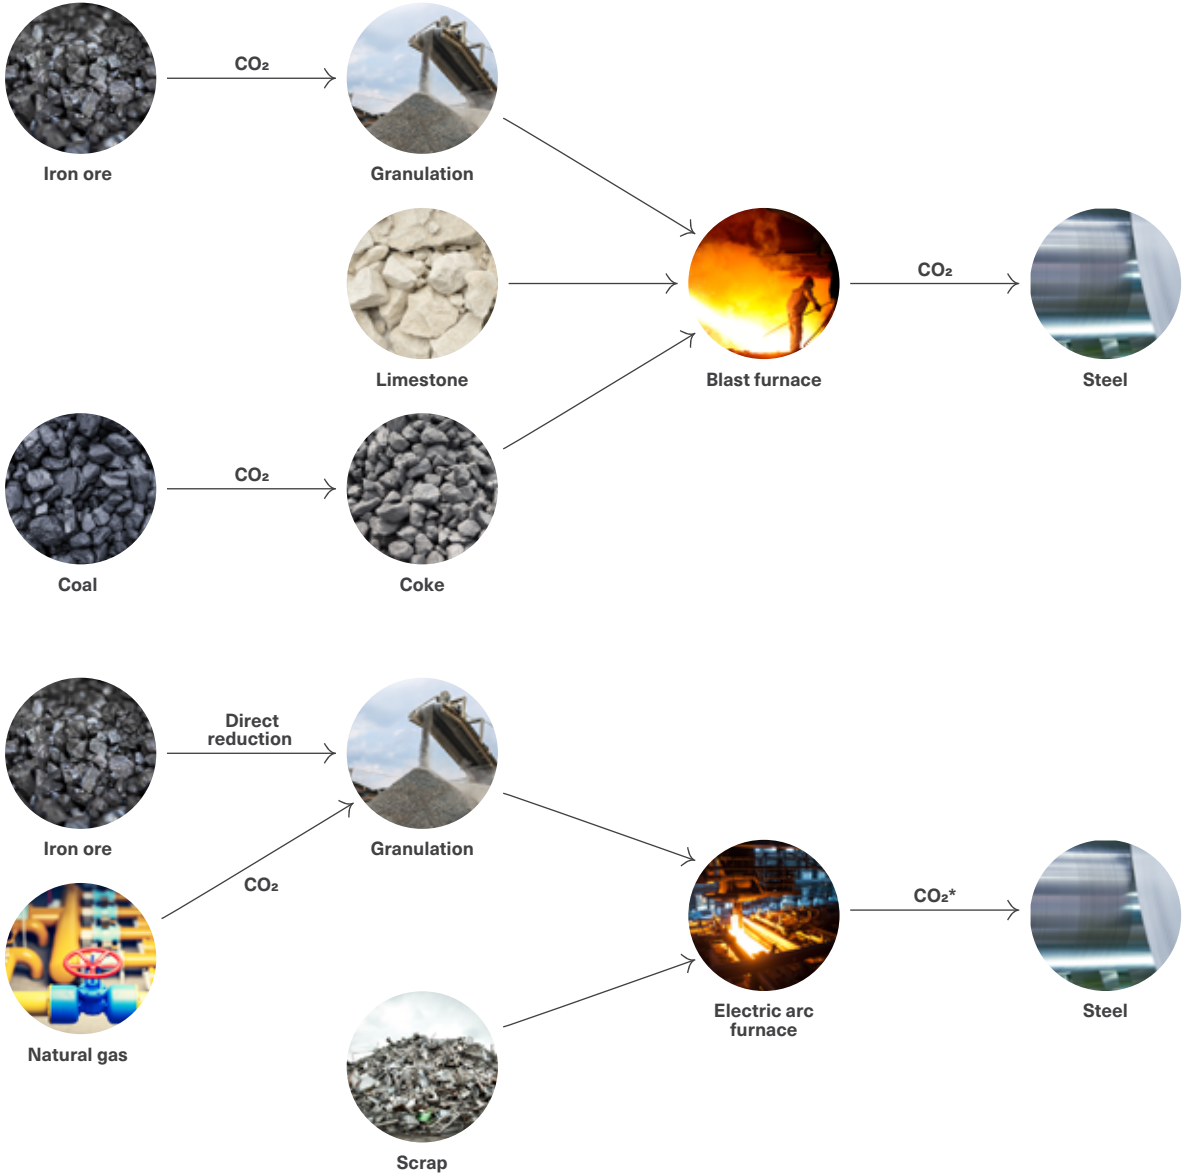 CO₂
Iron ore
Granulation
Limestone
CO₂
Blast furnace
Steel
CO₂
Coal
Coke
Direct
reduction
Iron ore
Granulation
CO₂
Natural gas
CO₂*
Electric arc
furnace
Steel
Scrap